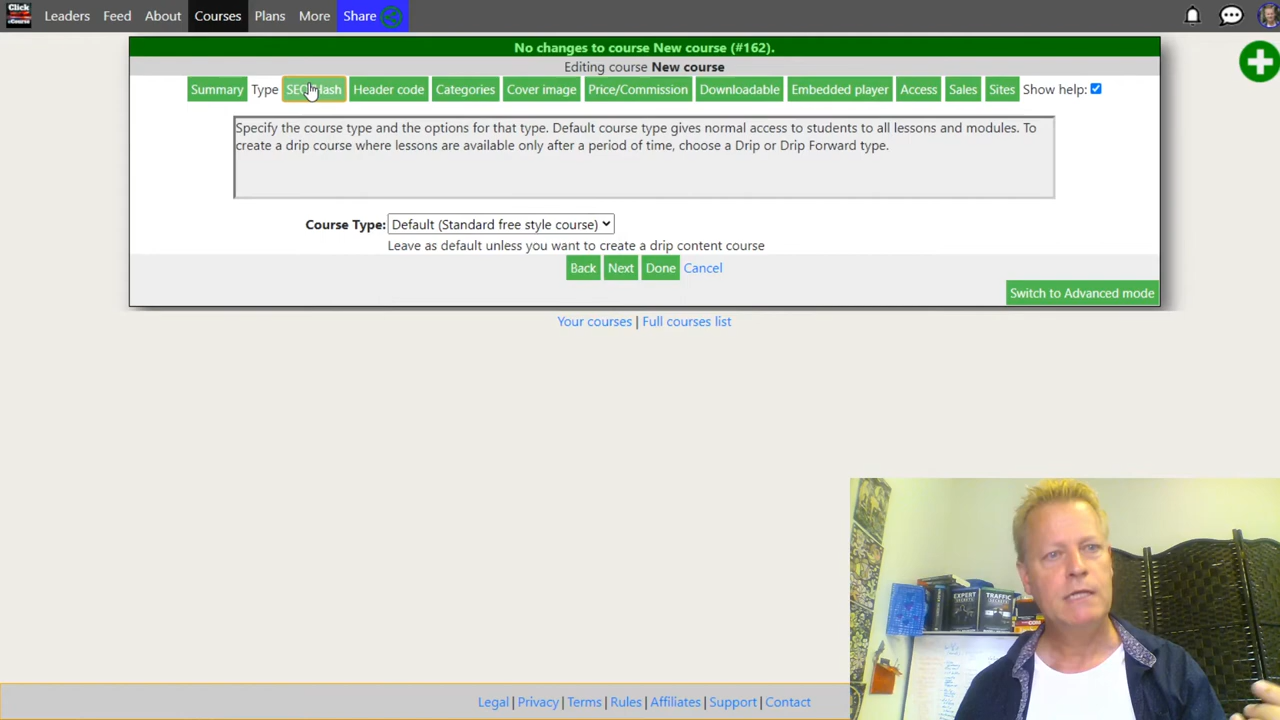 Click
eCourse
Leaders Feed About Courses Plans More Share
No changes to course New course (#162).
Editing course New course
Summary Type Header code Categories Cover image Price/Commission Downloadable Embedded player Access Sales Sites Show help:
Specify the course type and the options for that type. Default course type gives normal access to students to all lessons and modules. To
create a drip course where lessons are available only after a period of time, choose a Drip or Drip Forward type.
Course Type: Default (Standard free style course)
Leave as default unless you want to create a drip content course
Back Next Done Cancel
Switch to Advanced mode
Your courses | Full courses list
EXPERT
SECRETS
TRAFFIC
SECRETS
Legal | Privacy | Terms | Rules | Affiliates | Support | Contact